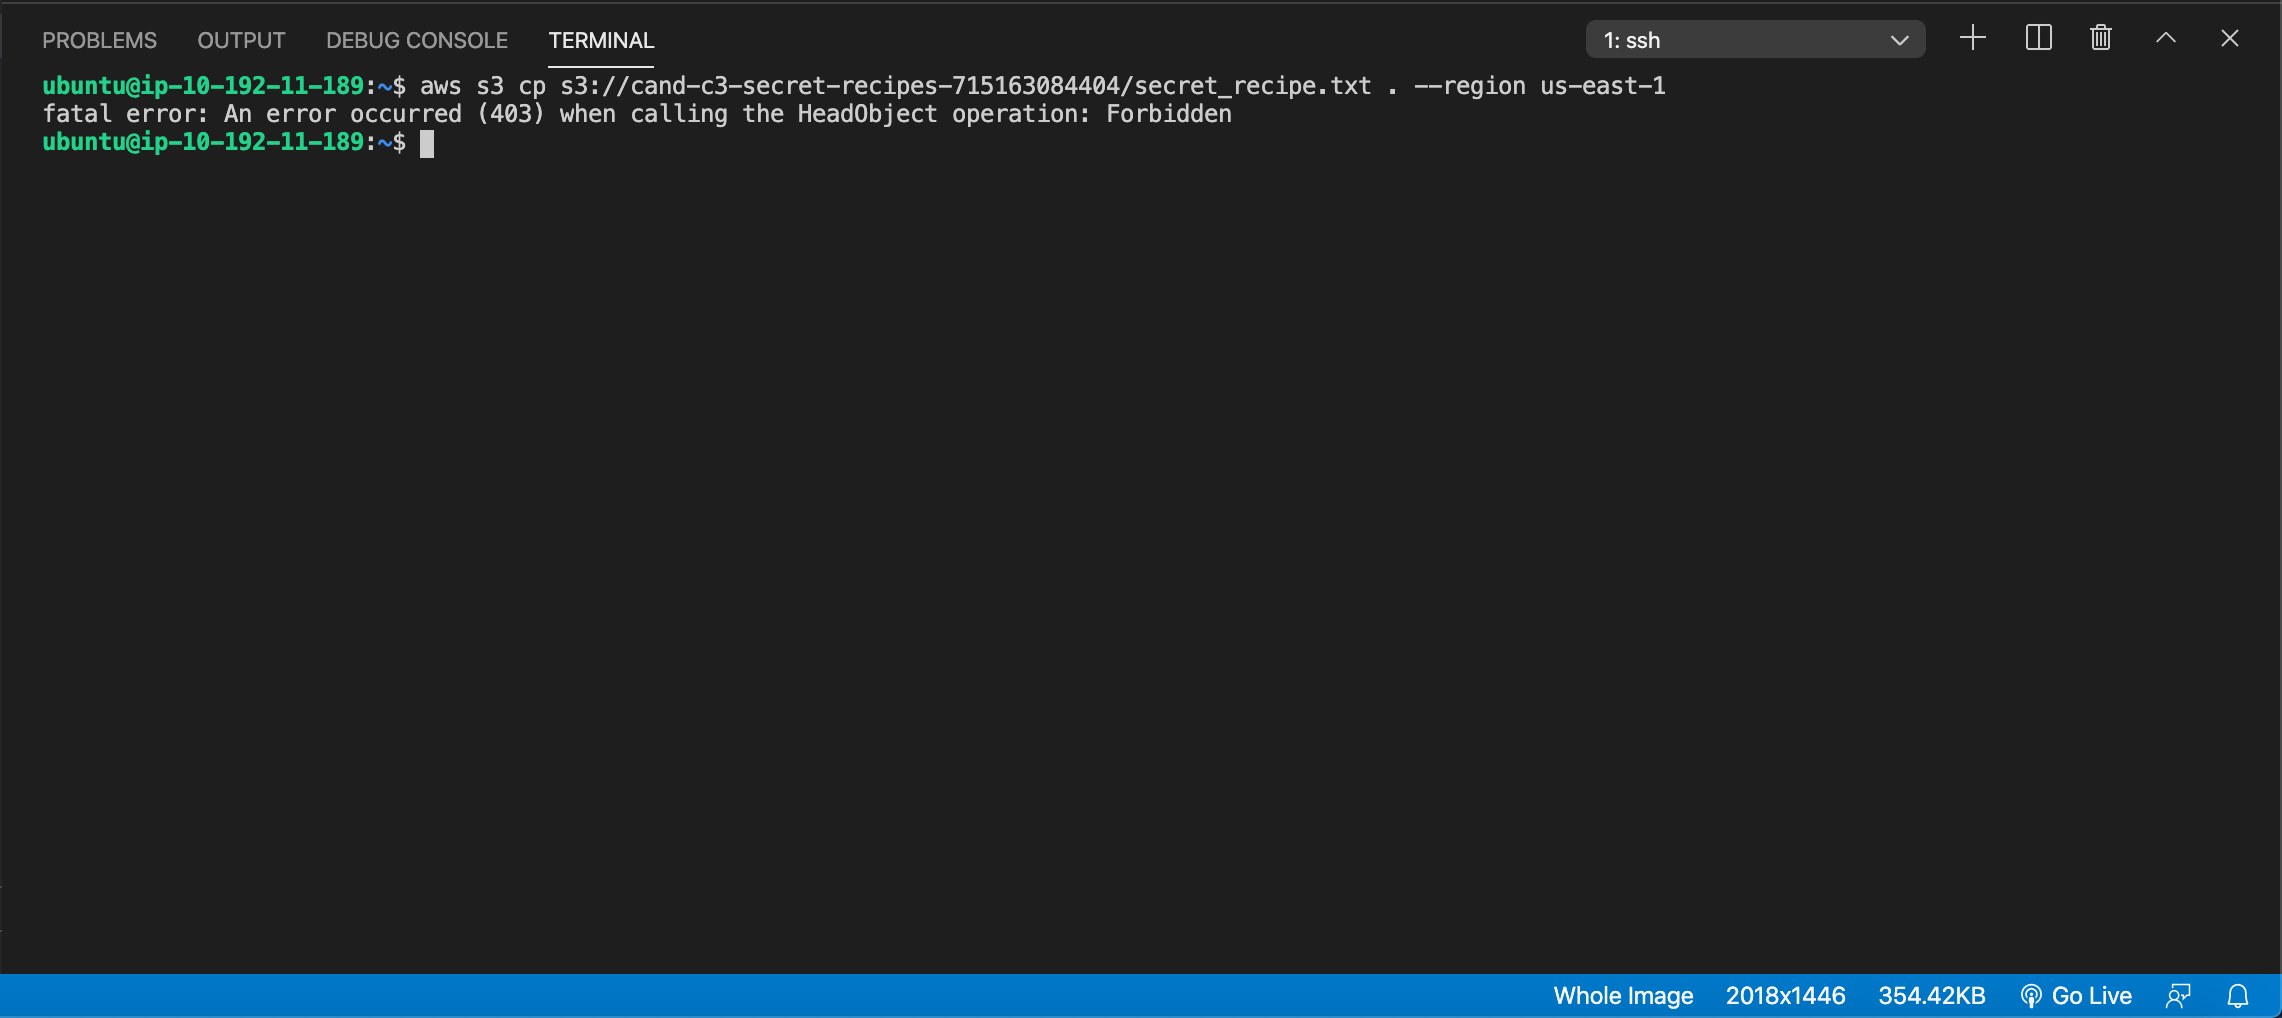 PROBLEMS OUTPUT DEBUG CONSOLE TERMINAL 1: ssh
ubuntu@ip-10-192-11-189:~$ aws s3 cp s3://cand-c3-secret-recipes-715163084404/secret_recipe.txt . --region us-east-1
fatal error: An error occurred (403) when calling the HeadObject operation: Forbidden
ubuntu@ip-10-192-11-189:~$
Whole Image 2018x1446 354.42KB Go Live